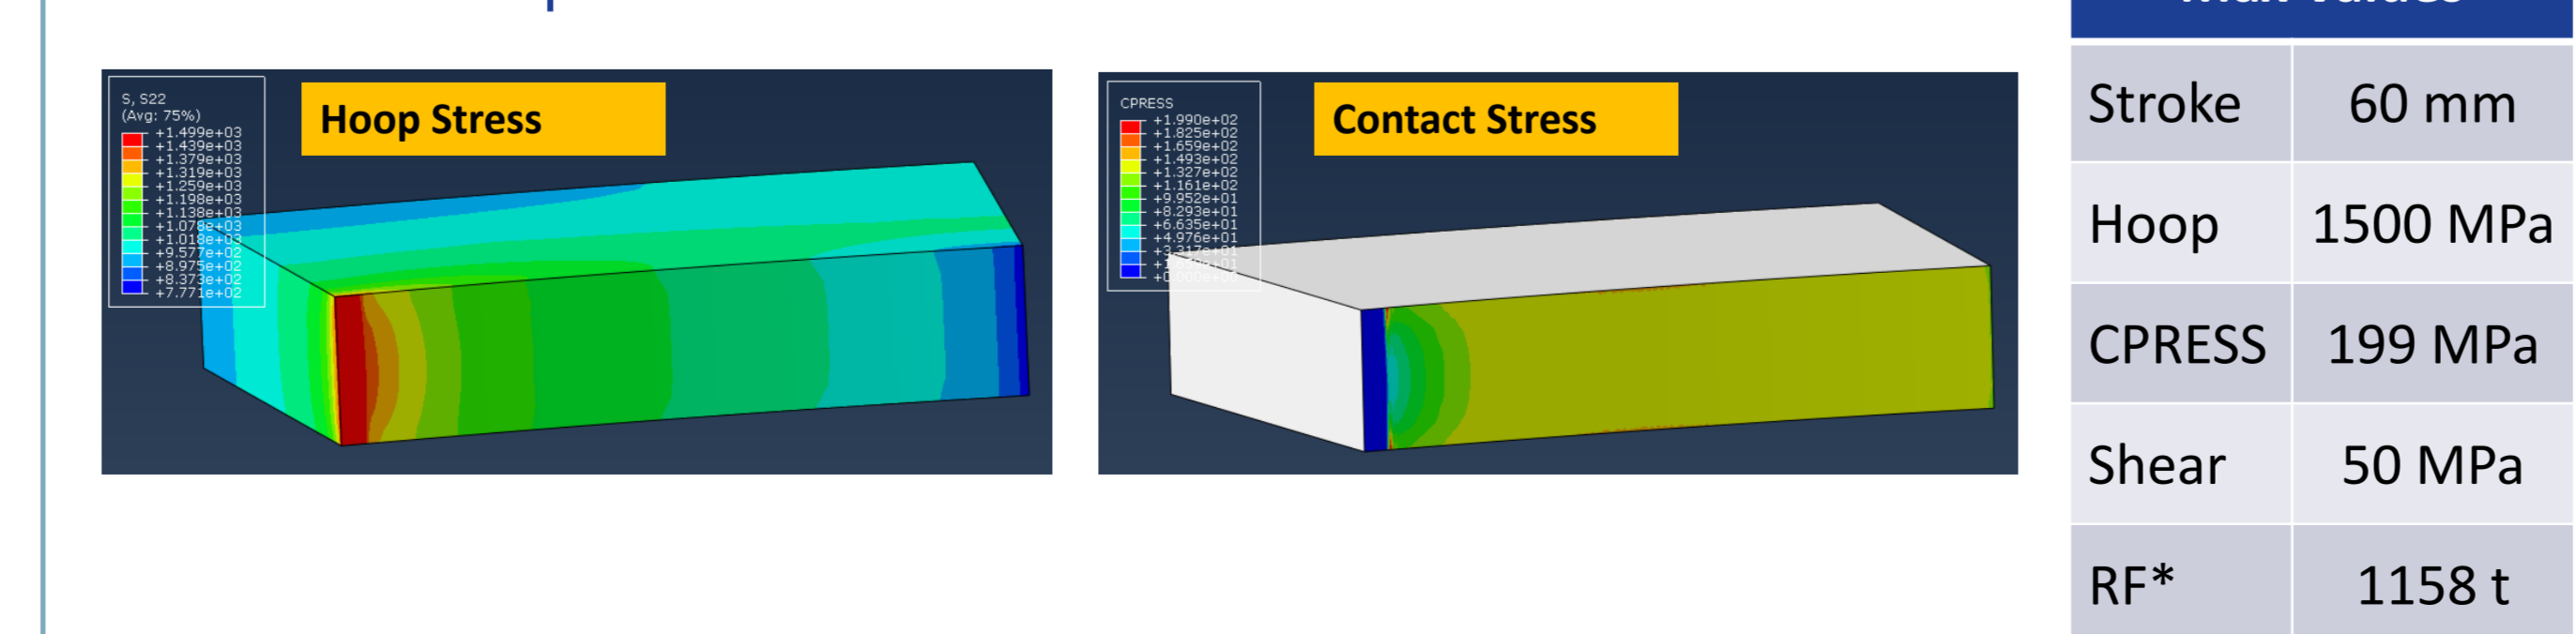 S, S22
(Avg: 75%)
+1.499e+03
+1.439e+03
+1.379e+03
+1.319e+03
+1.259e+03
+1.198e+03
+1.138e+03
+1.078e+03
+1.018e+03
+9.577e+02
+8.975e+02
+8.373e+02
+7.771e+02
Hoop Stress
CPRESS
+1.990e+02
+1.825e+02
+1.659e+02
+1.493e+02
+1.327e+02
+1.161e+02
+9.952e+01
+8.293e+01
+6.635e+01
+4.976e+01
+3.317e+01
Contact Stress
Stroke 60 mm
Hoop 1500 MPa
CPRESS 199 MPa
Shear 50 MPa
RF* 1158 t